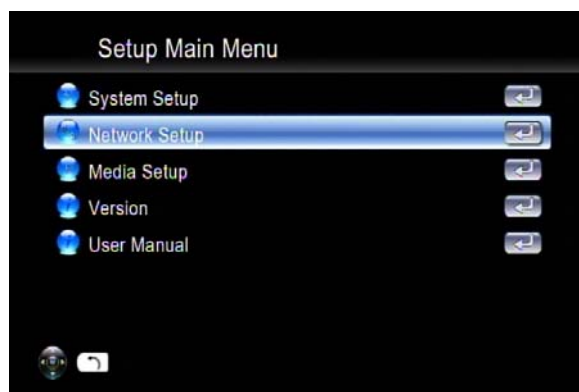 Setup Main Menu
System Setup
Network Setup
Media Setup
Version
User Manual